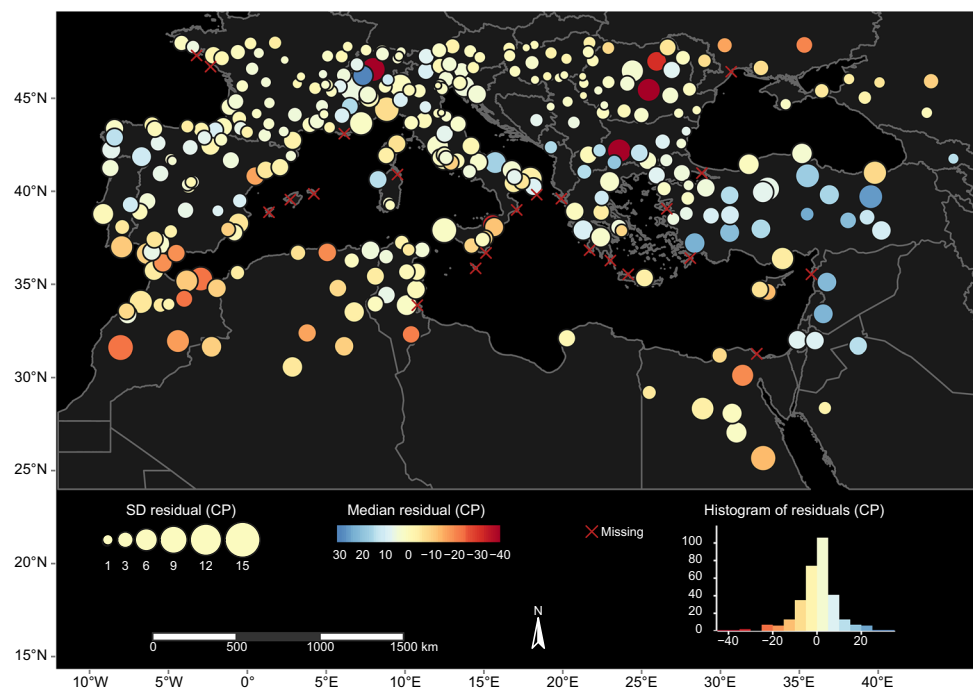 45°N
40°N
35°N
30°N
25°N
20°N
15°N
SD residual (CP)
1 3 6 9 12 15
Median residual (CP)
30 20 10 0 −10 −20 −30 −40
Missing
Histogram of residuals (CP)
100
80
60
40
20
0
−40 −20 0 20
N
0 500 1000 1500 km
10°W 5°W 0° 5°E 10°E 15°E 20°E 25°E 30°E 35°E 40°E